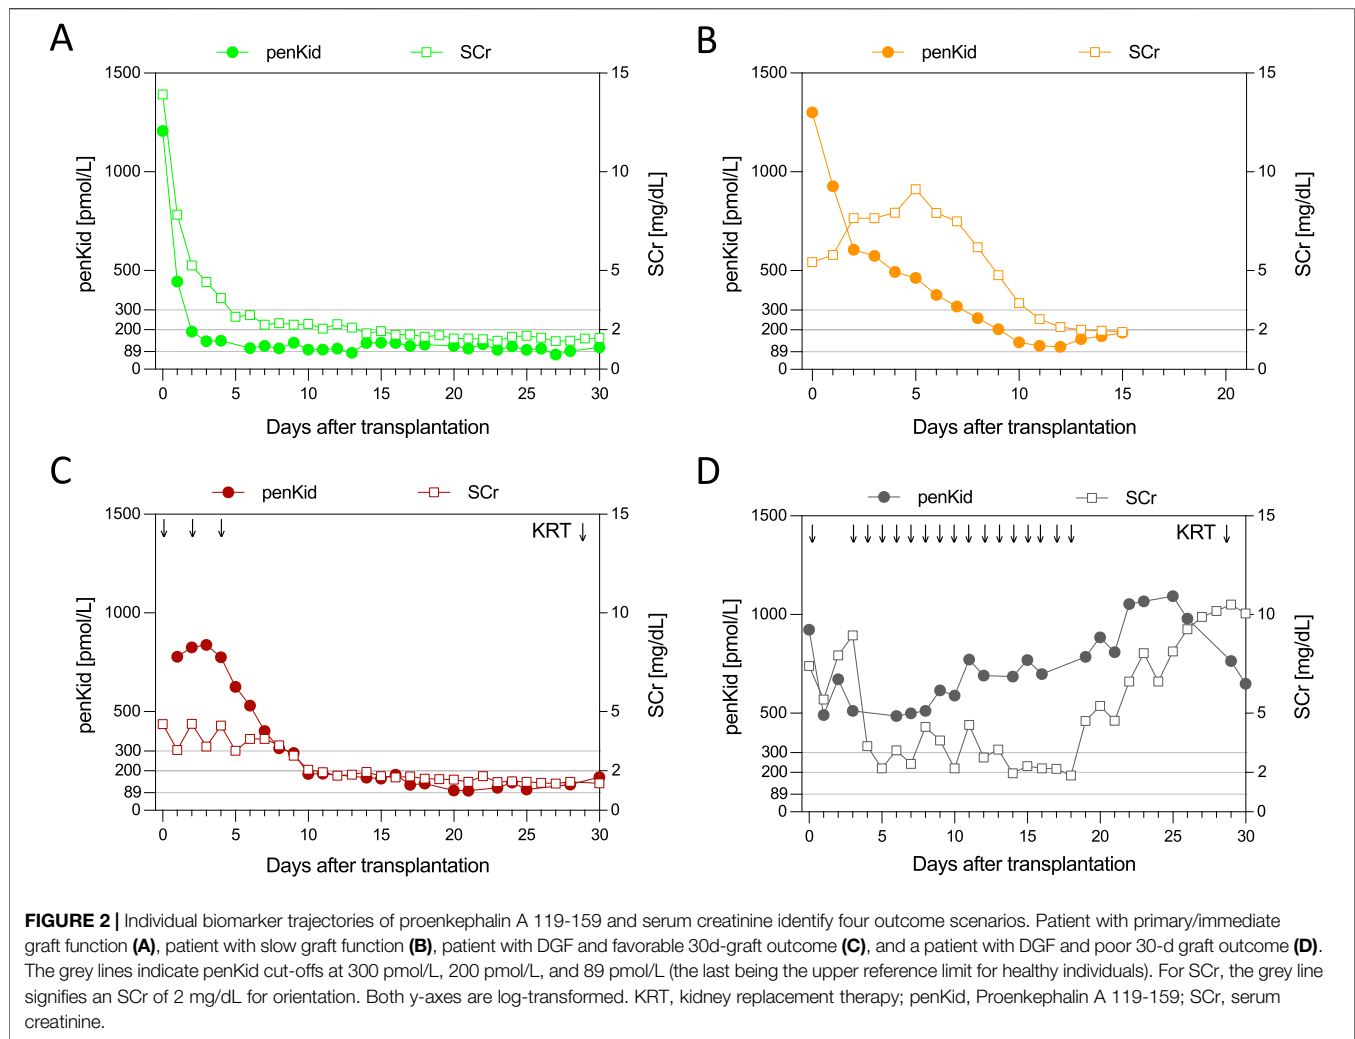 A
penKid SCr
1500 15
1000 10
500 5
300
200 2
89
0 0
penKid [pmol/L]
SCr [mg/dL]
0 5 10 15 20 25 30
Days after transplantation
B
penKid SCr
1500 15
1000 10
500 5
300
200 2
89
0 0
penKid [pmol/L]
SCr [mg/dL]
0 5 10 15 20
Days after transplantation
C
penKid SCr
KRT
1500 15
1000 10
500 5
300
200 2
89
0 0
penKid [pmol/L]
SCr [mg/dL]
0 5 10 15 20 25 30
Days after transplantation
D
penKid SCr
KRT
1500 15
1000 10
500 5
300
200 2
89
0 0
penKid [pmol/L]
SCr [mg/dL]
0 5 10 15 20 25 30
Days after transplantation
FIGURE 2 | Individual biomarker trajectories of proenkephalin A 119-159 and serum creatinine identify four outcome scenarios. Patient with primary/immediate
graft function (A), patient with slow graft function (B), patient with DGF and favorable 30d-graft outcome (C), and a patient with DGF and poor 30-d graft outcome (D).
The grey lines indicate penKid cut-offs at 300 pmol/L, 200 pmol/L, and 89 pmol/L (the last being the upper reference limit for healthy individuals). For SCr, the grey line
signifies an SCr of 2 mg/dL for orientation. Both y-axes are log-transformed. KRT, kidney replacement therapy; penKid, Proenkephalin A 119-159; SCr, serum
creatinine.